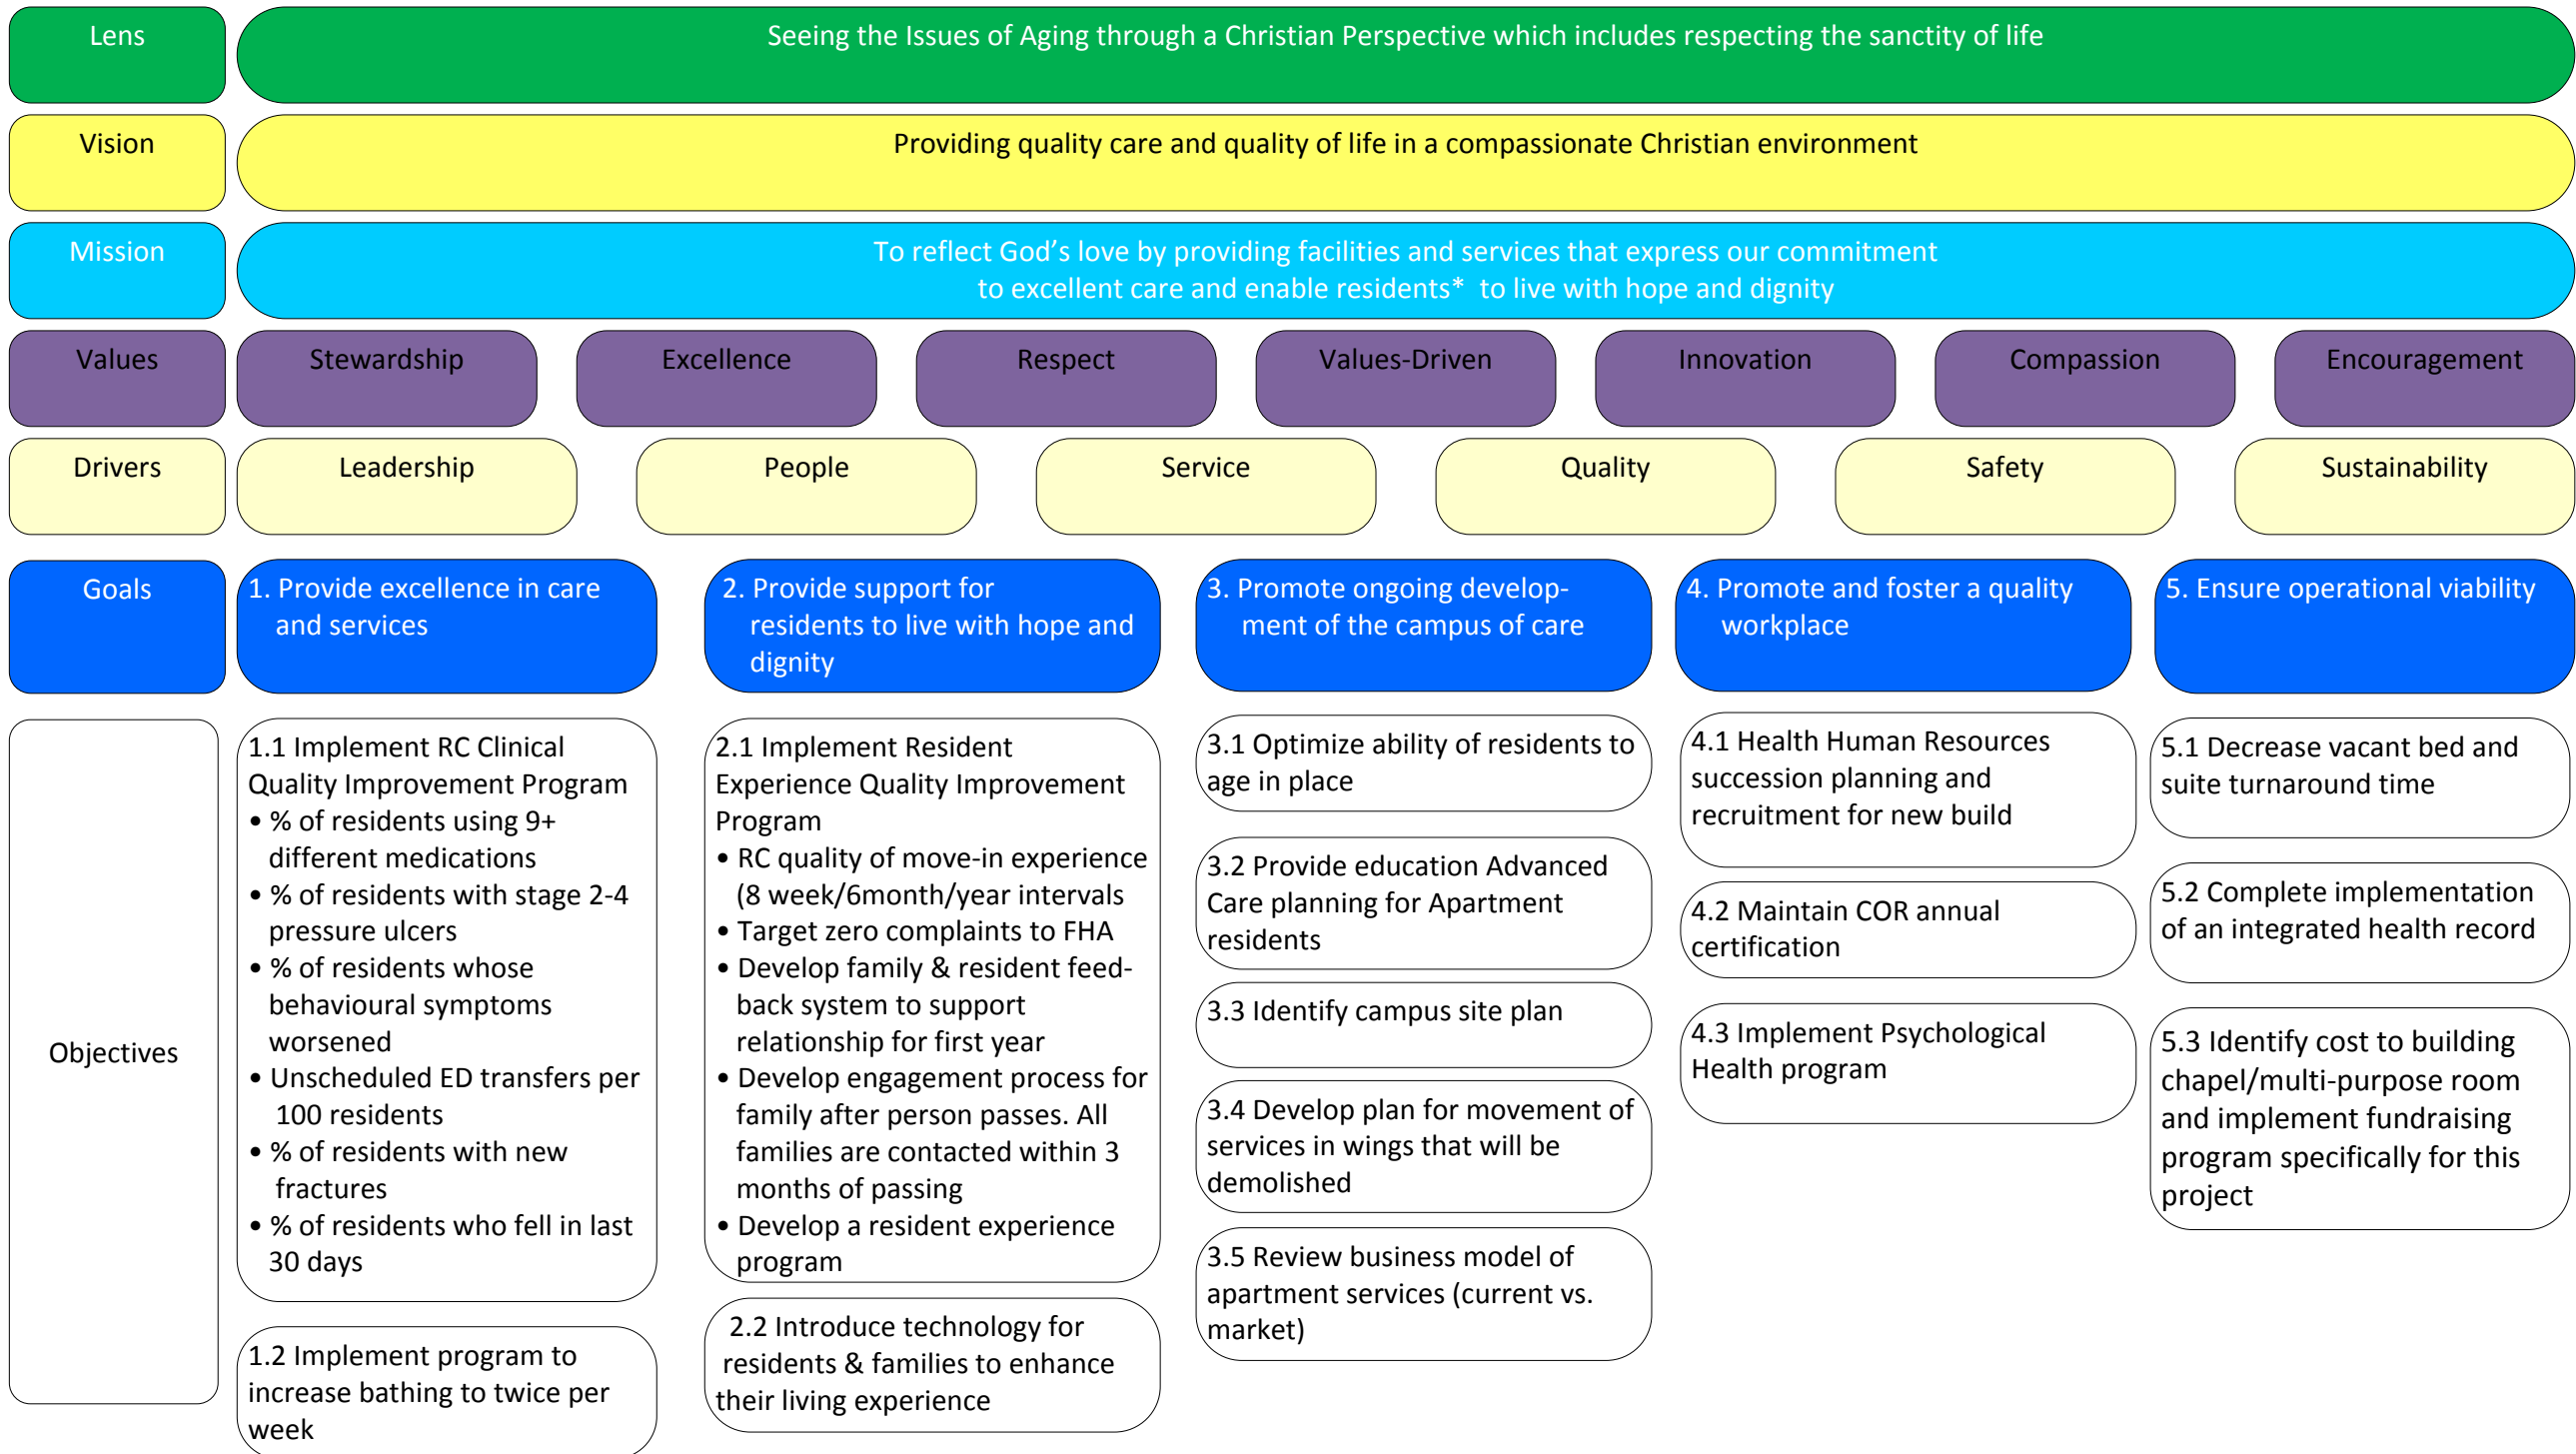 Lens
Seeing the Issues of Aging through a Christian Perspective which includes respecting the sanctity of life
Vision
Providing quality care and quality of life in a compassionate Christian environment
Mission
To reflect God’s love by providing facilities and services that express our commitment
to excellent care and enable residents*  to live with hope and dignity
Values
Stewardship
Excellence
Respect
Values-Driven
Innovation
Compassion
Encouragement
Drivers
Leadership
People
Service
Quality
Safety
Sustainability
Goals
1. Provide excellence in care
and services
2. Provide support for
residents to live with hope and
dignity
3. Promote ongoing develop-
ment of the campus of care
4. Promote and foster a quality
workplace
5. Ensure operational viability
Objectives
1.1 Implement RC Clinical
Quality Improvement Program
• % of residents using 9+
different medications
• % of residents with stage 2-4
pressure ulcers
• % of residents whose
behavioural symptoms
worsened
• Unscheduled ED transfers per
100 residents
• % of residents with new
fractures
• % of residents who fell in last
30 days
1.2 Implement program to
increase bathing to twice per
week
2.1 Implement Resident
Experience Quality Improvement
Program
• RC quality of move-in experience
(8 week/6month/year intervals
• Target zero complaints to FHA
• Develop family & resident feed-
back system to support
relationship for first year
• Develop engagement process for
family after person passes. All
families are contacted within 3
months of passing
• Develop a resident experience
program
2.2 Introduce technology for
residents & families to enhance
their living experience
3.1 Optimize ability of residents to
age in place
3.2 Provide education Advanced
Care planning for Apartment
residents
3.3 Identify campus site plan
3.4 Develop plan for movement of
services in wings that will be
demolished
3.5 Review business model of
apartment services (current vs.
market)
4.1 Health Human Resources
succession planning and
recruitment for new build
4.2 Maintain COR annual
certification
4.3 Implement Psychological
Health program
5.1 Decrease vacant bed and
suite turnaround time
5.2 Complete implementation
of an integrated health record
5.3 Identify cost to building
chapel/multi-purpose room
and implement fundraising
program specifically for this
project